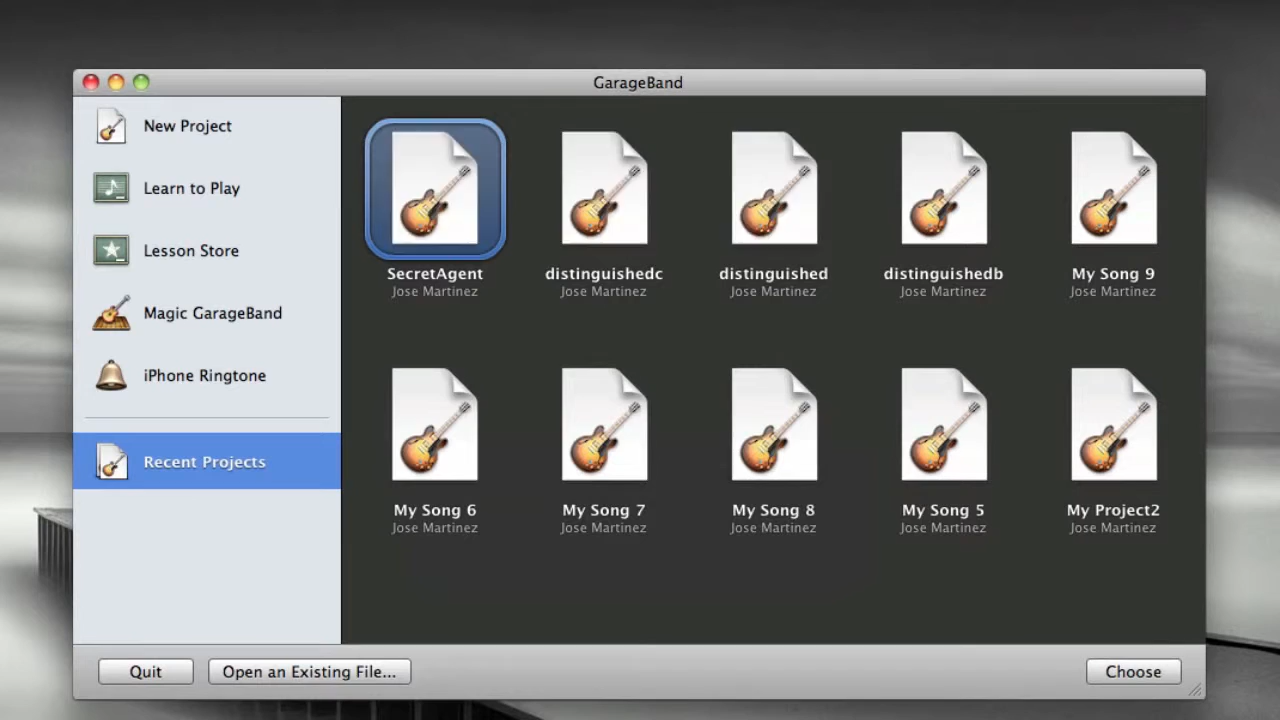 GarageBand
New Project
Learn to Play
Lesson Store
Magic GarageBand
iPhone Ringtone
Recent Projects
SecretAgent
Jose Martinez
distinguishedc
Jose Martinez
distinguished
Jose Martinez
distinguishedb
Jose Martinez
My Song 9
Jose Martinez
My Song 6
Jose Martinez
My Song 7
Jose Martinez
My Song 8
Jose Martinez
My Song 5
Jose Martinez
My Project2
Jose Martinez
Quit
Open an Existing File...
Choose